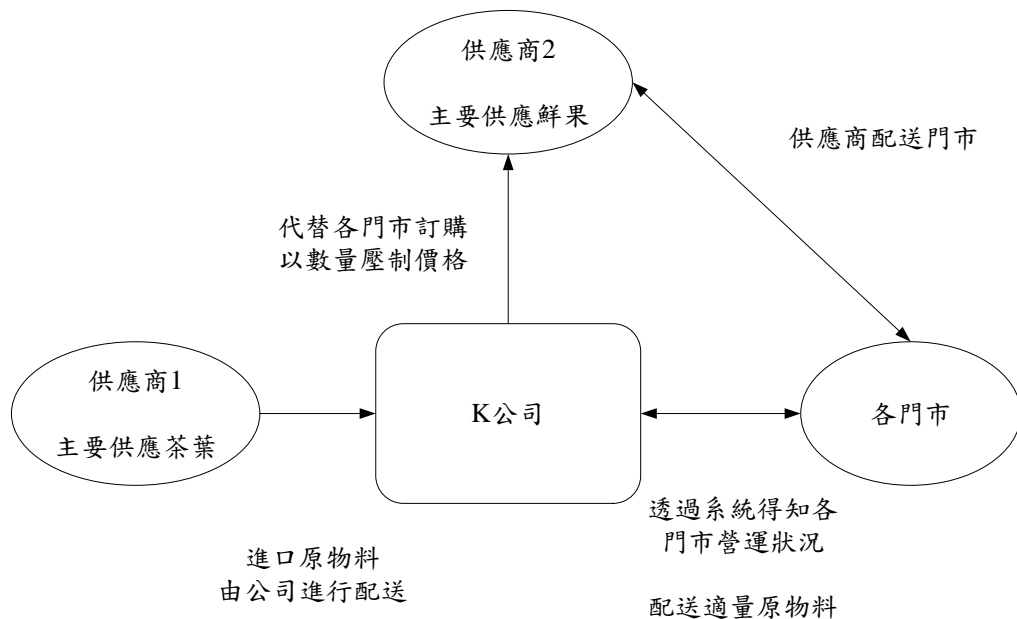 供應商2
主要供應鮮果
供應商配送門市
代替各門市訂購
以數量壓制價格
供應商1
主要供應茶葉
K公司
各門市
透過系統得知各
門市營運狀況
進口原物料
由公司進行配送
配送適量原物料